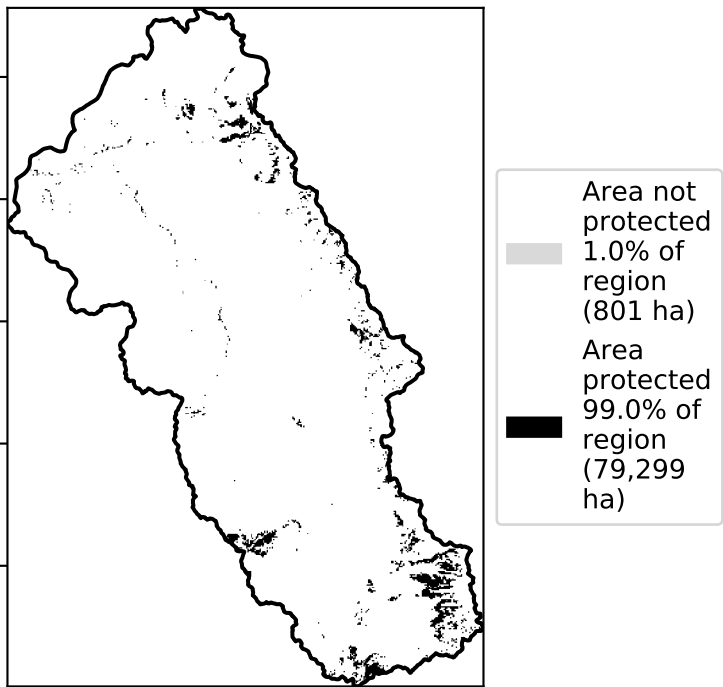 Area not
protected
1.0% of
region
(801 ha)
Area
protected
99.0% of
region
(79,299
ha)